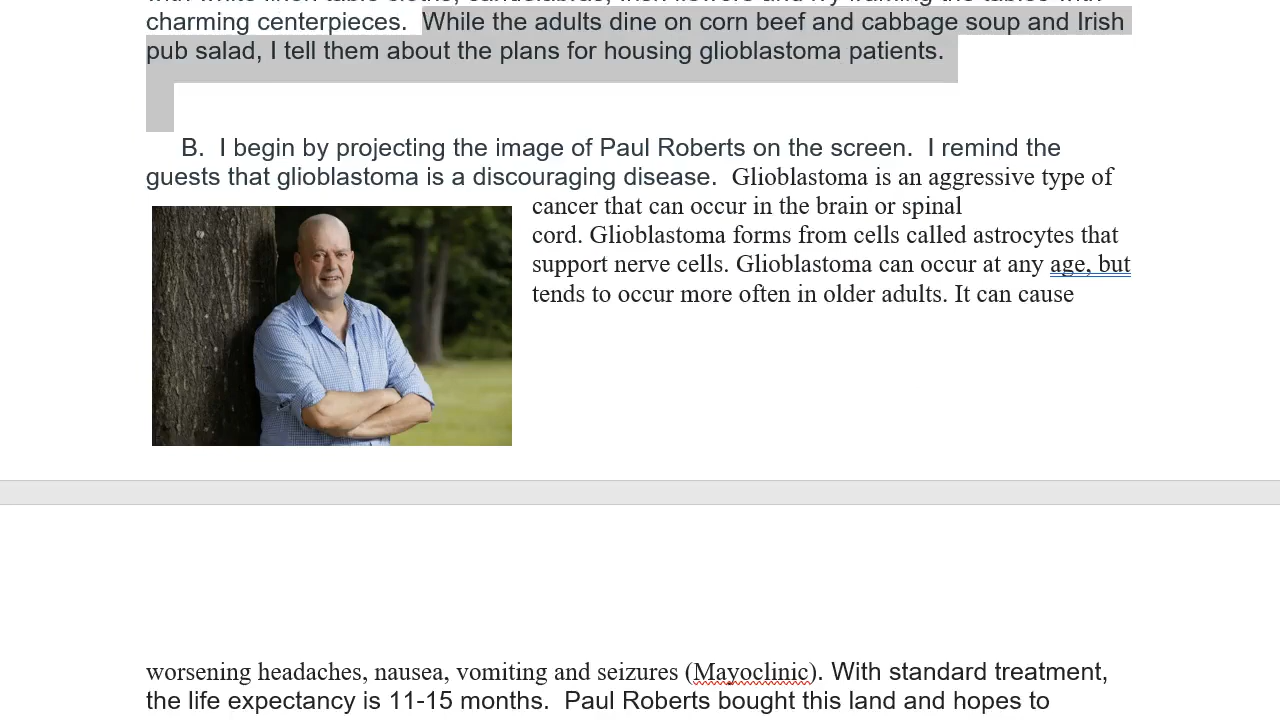 charming centerpieces. While the adults dine on corn beef and cabbage soup and Irish
pub salad, I tell them about the plans for housing glioblastoma patients.
B. I begin by projecting the image of Paul Roberts on the screen. I remind the
guests that glioblastoma is a discouraging disease. Glioblastoma is an aggressive type of
cancer that can occur in the brain or spinal
cord. Glioblastoma forms from cells called astrocytes that
support nerve cells. Glioblastoma can occur at any age, but
tends to occur more often in older adults. It can cause
worsening headaches, nausea, vomiting and seizures (Mayoclinic). With standard treatment,
the life expectancy is 11-15 months. Paul Roberts bought this land and hopes to